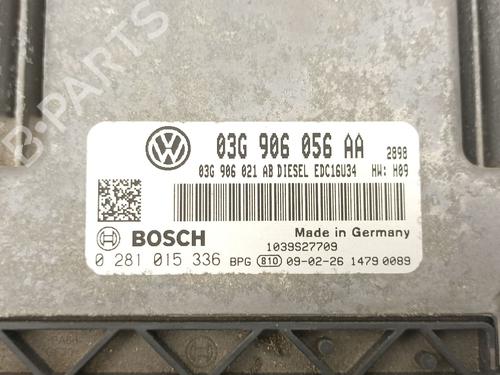 03G 906 056 AA 2898
03G 906 021 AB DIESEL EDC16U34 HW: H09
Made in Germany
BOSCH 1039S27709
0 281 015 336 BPG 810 09-02-26 1479 0089